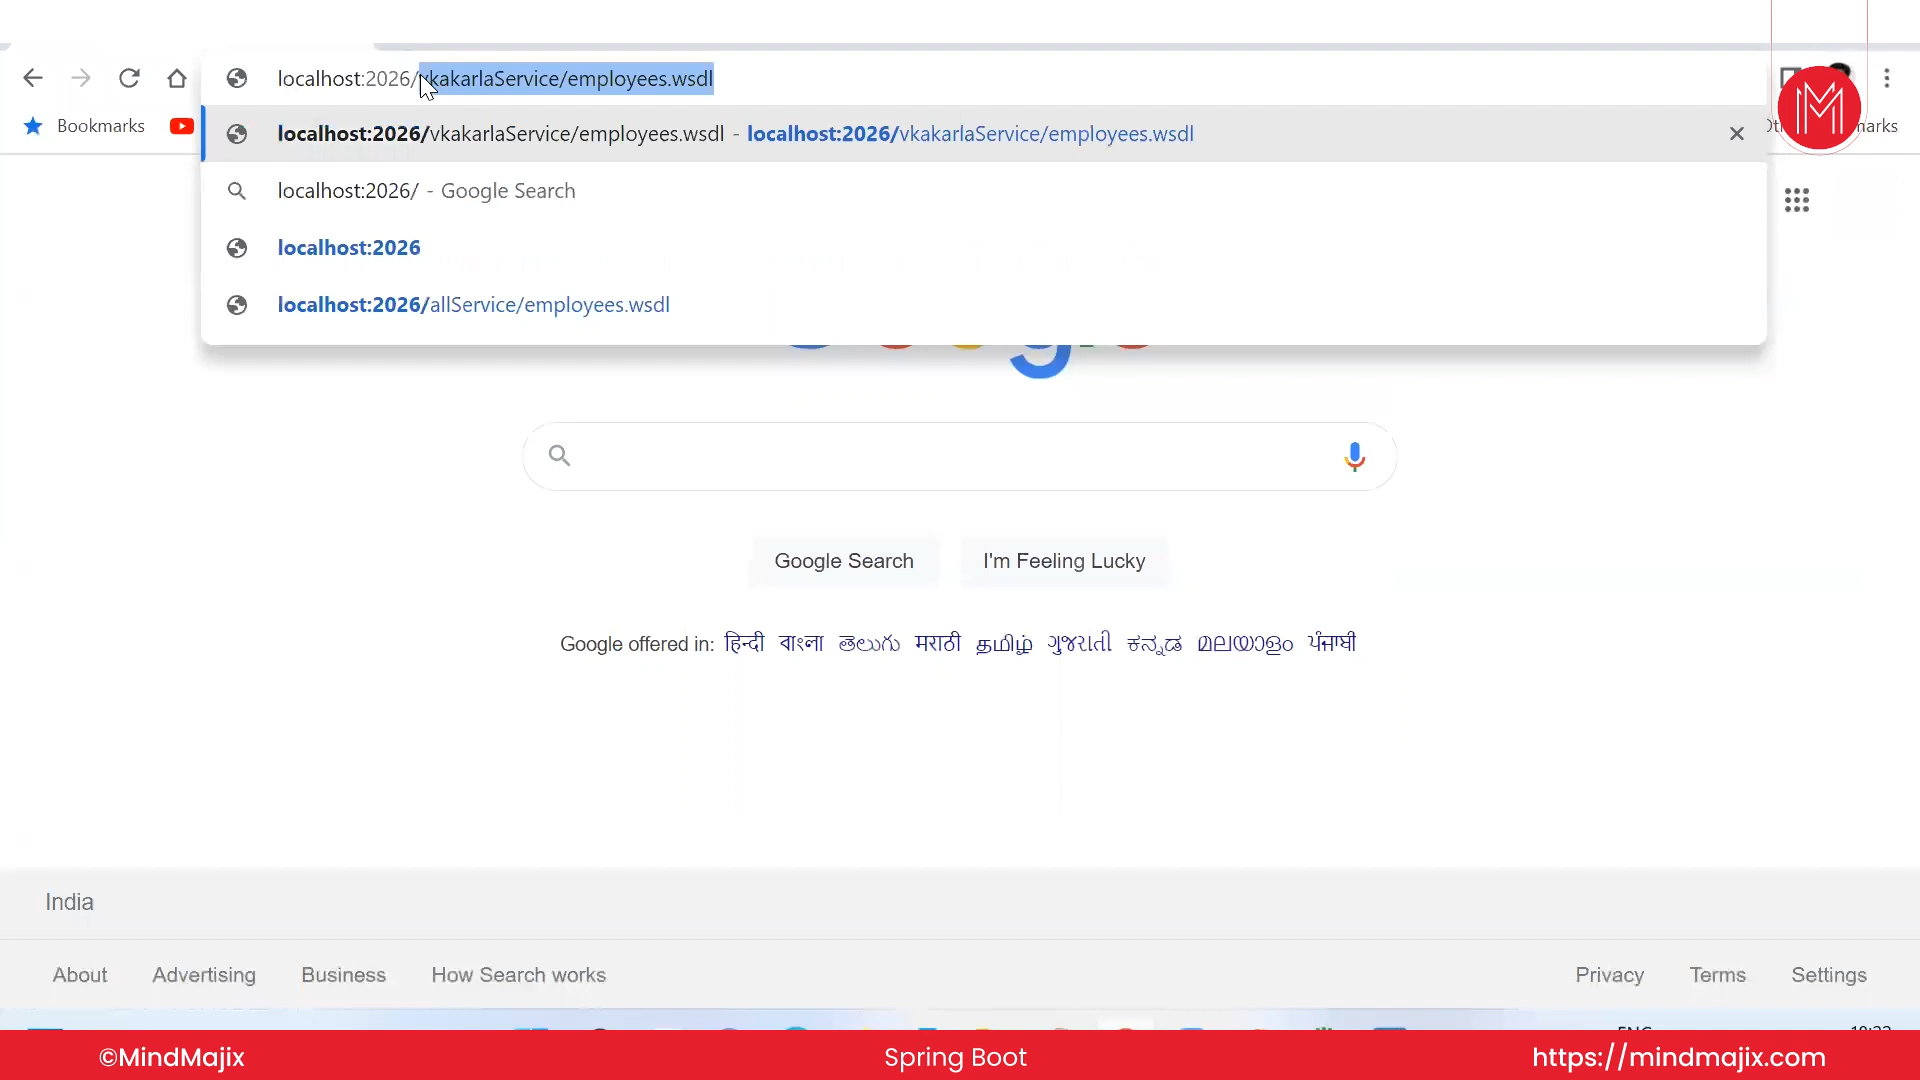 localhost:2026/vkakarlaService/employees.wsdl
Bookmarks
localhost:2026/vkakarlaService/employees.wsdl - localhost:2026/vkakarlaService/employees.wsdl
localhost:2026/ - Google Search
localhost:2026
localhost:2026/allService/employees.wsdl
Google Search I'm Feeling Lucky
Google offered in: हिन्दी বাংলা తెలుగు मराठी தமிழ் ગુજરાતી ಕನ್ನಡ മലയാളം ਪੰਜਾਬੀ
India
About Advertising Business How Search works Privacy Terms Settings
©MindMajix Spring Boot https://mindmajix.com